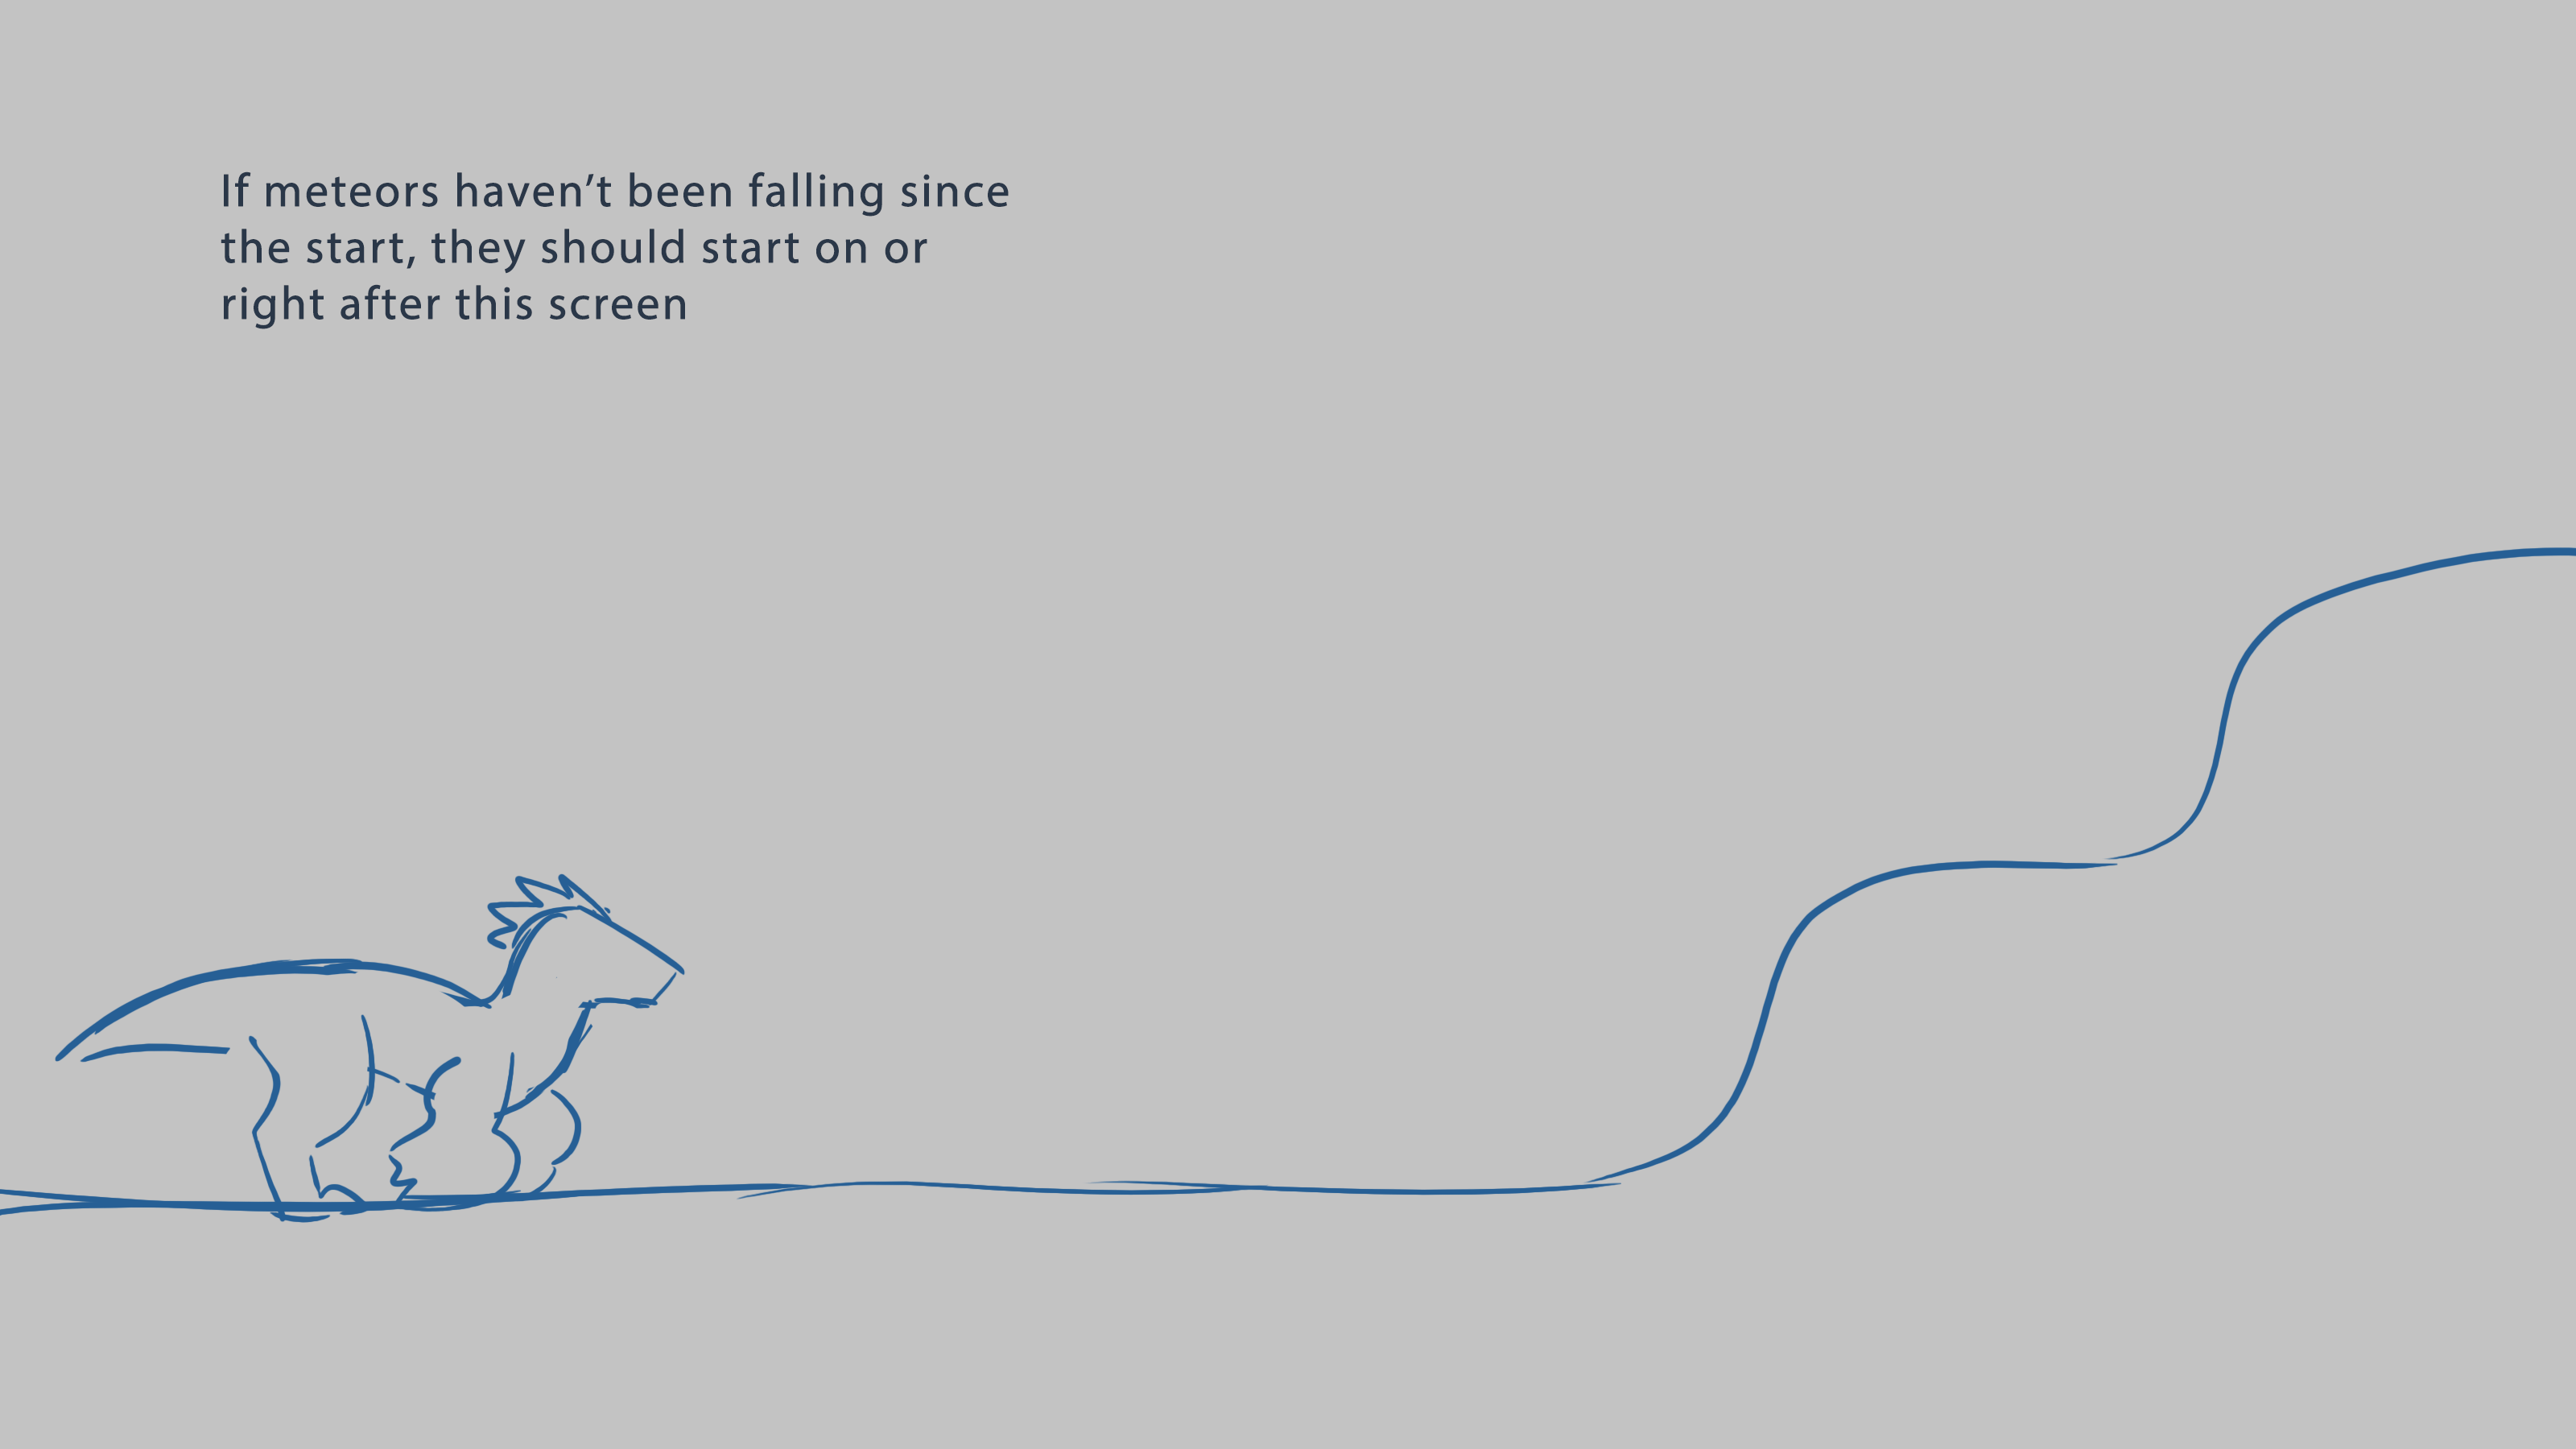 If meteors haven’t been falling since
the start, they should start on or
right after this screen